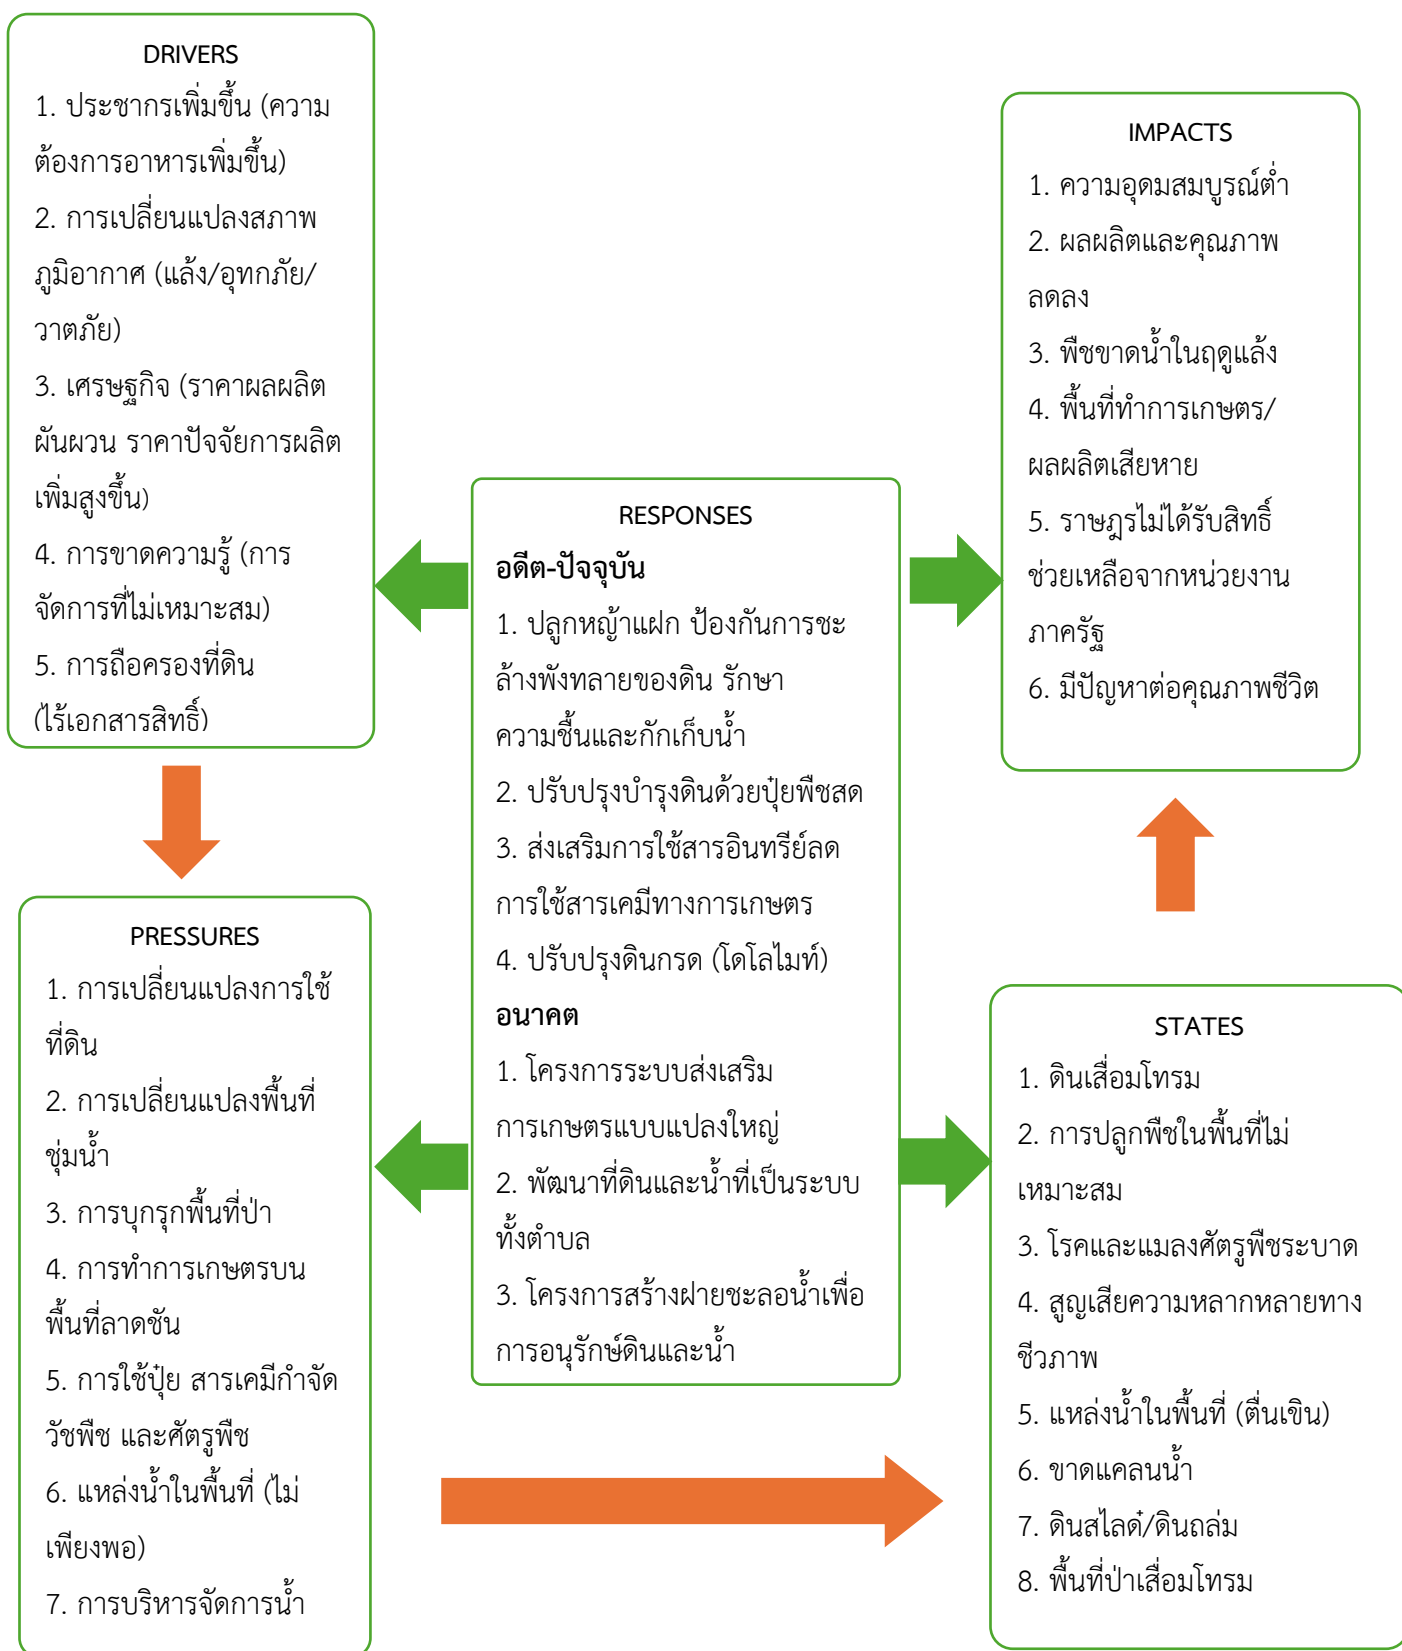 DRIVERS
1. ประชากรเพิ่มขึ้น (ความ
ต้องการอาหารเพิ่มขึ้น)
2. การเปลี่ยนแปลงสภาพ
ภูมิอากาศ (แล้ง/อุทกภัย/
วาตภัย)
3. เศรษฐกิจ (ราคาผลผลิต
ผันผวน ราคาปัจจัยการผลิต
เพิ่มสูงขึ้น)
4. การขาดความรู้ (การ
จัดการที่ไม่เหมาะสม)
5. การถือครองที่ดิน
(ไร้เอกสารสิทธิ์)
PRESSURES
1. การเปลี่ยนแปลงการใช้
ที่ดิน
2. การเปลี่ยนแปลงพื้นที่
ชุ่มน้ำ
3. การบุกรุกพื้นที่ป่า
4. การทำการเกษตรบน
พื้นที่ลาดชัน
5. การใช้ปุ๋ย สารเคมีกำจัด
วัชพืช และศัตรูพืช
6. แหล่งน้ำในพื้นที่ (ไม่
เพียงพอ)
7. การบริหารจัดการน้ำ
RESPONSES
อดีต-ปัจจุบัน
1. ปลูกหญ้าแฝก ป้องกันการชะ
ล้างพังทลายของดิน รักษา
ความชื้นและกักเก็บน้ำ
2. ปรับปรุงบำรุงดินด้วยปุ๋ยพืชสด
3. ส่งเสริมการใช้สารอินทรีย์ลด
การใช้สารเคมีทางการเกษตร
4. ปรับปรุงดินกรด (โดโลไมท์)
อนาคต
1. โครงการระบบส่งเสริม
การเกษตรแบบแปลงใหญ่
2. พัฒนาที่ดินและน้ำที่เป็นระบบ
ทั้งตำบล
3. โครงการสร้างฝายชะลอน้ำเพื่อ
การอนุรักษ์ดินและน้ำ
IMPACTS
1. ความอุดมสมบูรณ์ต่ำ
2. ผลผลิตและคุณภาพ
ลดลง
3. พืชขาดน้ำในฤดูแล้ง
4. พื้นที่ทำการเกษตร/
ผลผลิตเสียหาย
5. ราษฎรไม่ได้รับสิทธิ์
ช่วยเหลือจากหน่วยงาน
ภาครัฐ
6. มีปัญหาต่อคุณภาพชีวิต
STATES
1. ดินเสื่อมโทรม
2. การปลูกพืชในพื้นที่ไม่
เหมาะสม
3. โรคและแมลงศัตรูพืชระบาด
4. สูญเสียความหลากหลายทาง
ชีวภาพ
5. แหล่งน้ำในพื้นที่ (ตื่นเขิน)
6. ขาดแคลนน้ำ
7. ดินสไลด๋/ดินถล่ม
8. พื้นที่ป่าเสื่อมโทรม